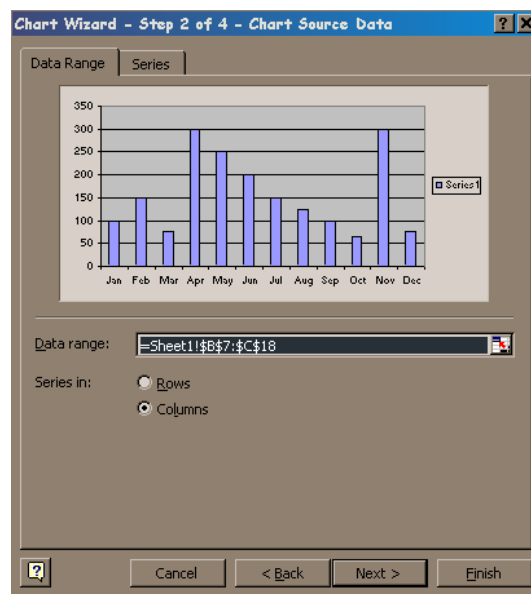 Chart Wizard - Step 2 of 4 - Chart Source Data
Data Range Series
350
300
250
200
150
100
50
0
Jan Feb Mar Apr May Jun Jul Aug Sep Oct Nov Dec
Series1
Data range: =Sheet1!$B$7:$C$18
Series in: Rows
Columns
Cancel < Back Next > Finish